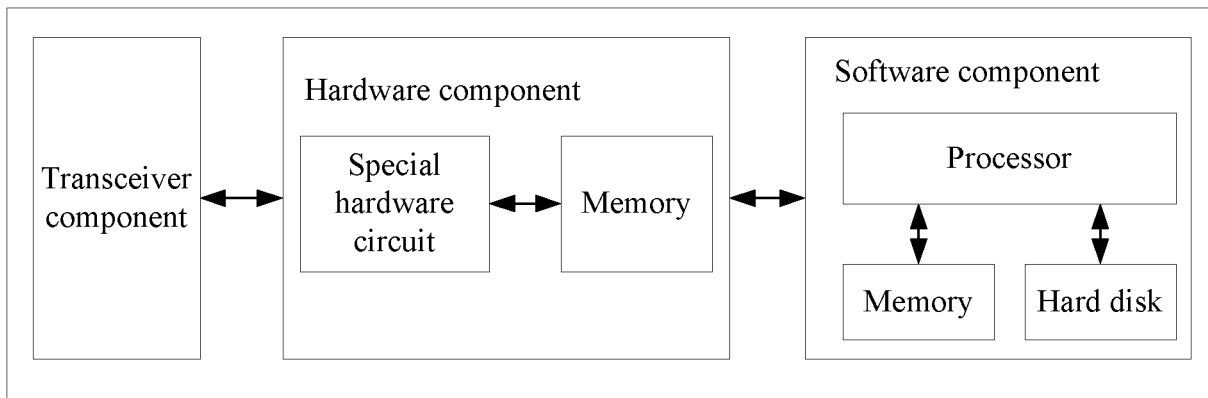 Transceiver
component
Hardware component
Special
hardware
circuit
Memory
Software component
Processor
Memory
Hard disk